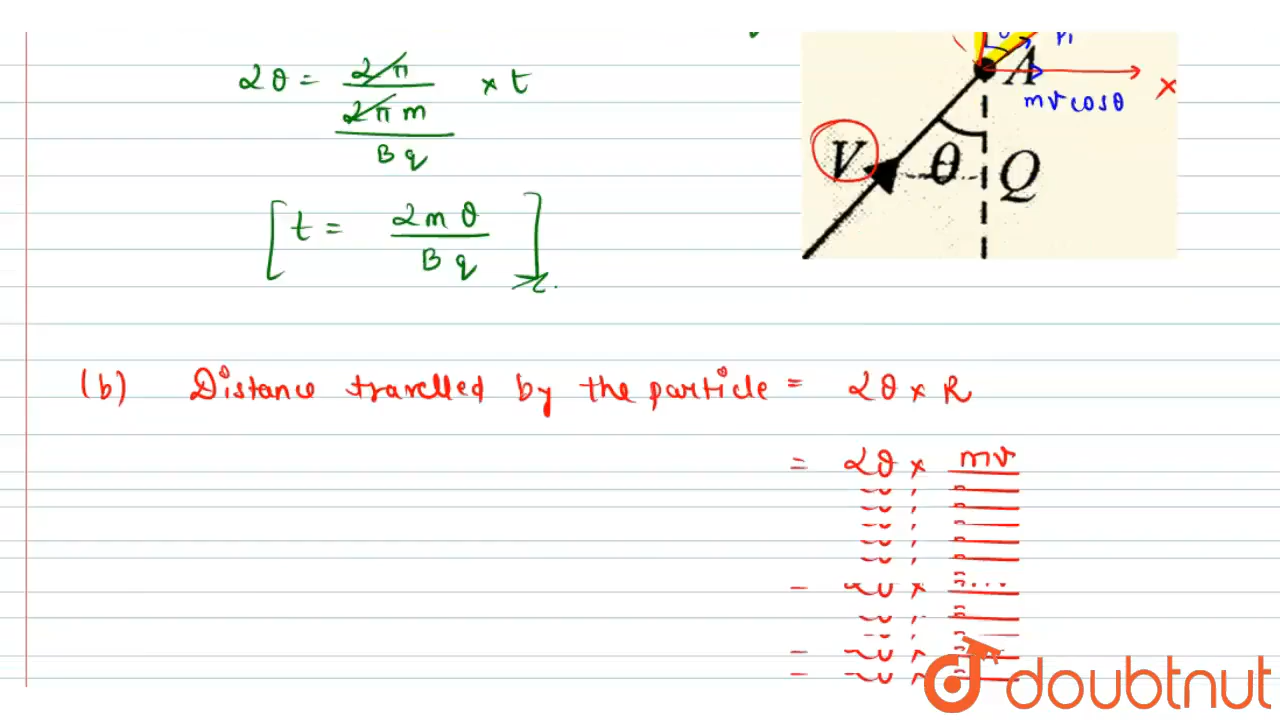 2θ = 2π / (2πm / Bq) × t
A
X
mv cosθ
V
θ
Q
[t = 2mθ / Bq]
(b) Distance travelled by the particle = 2θ × R
= 2θ × mv
doubtnut